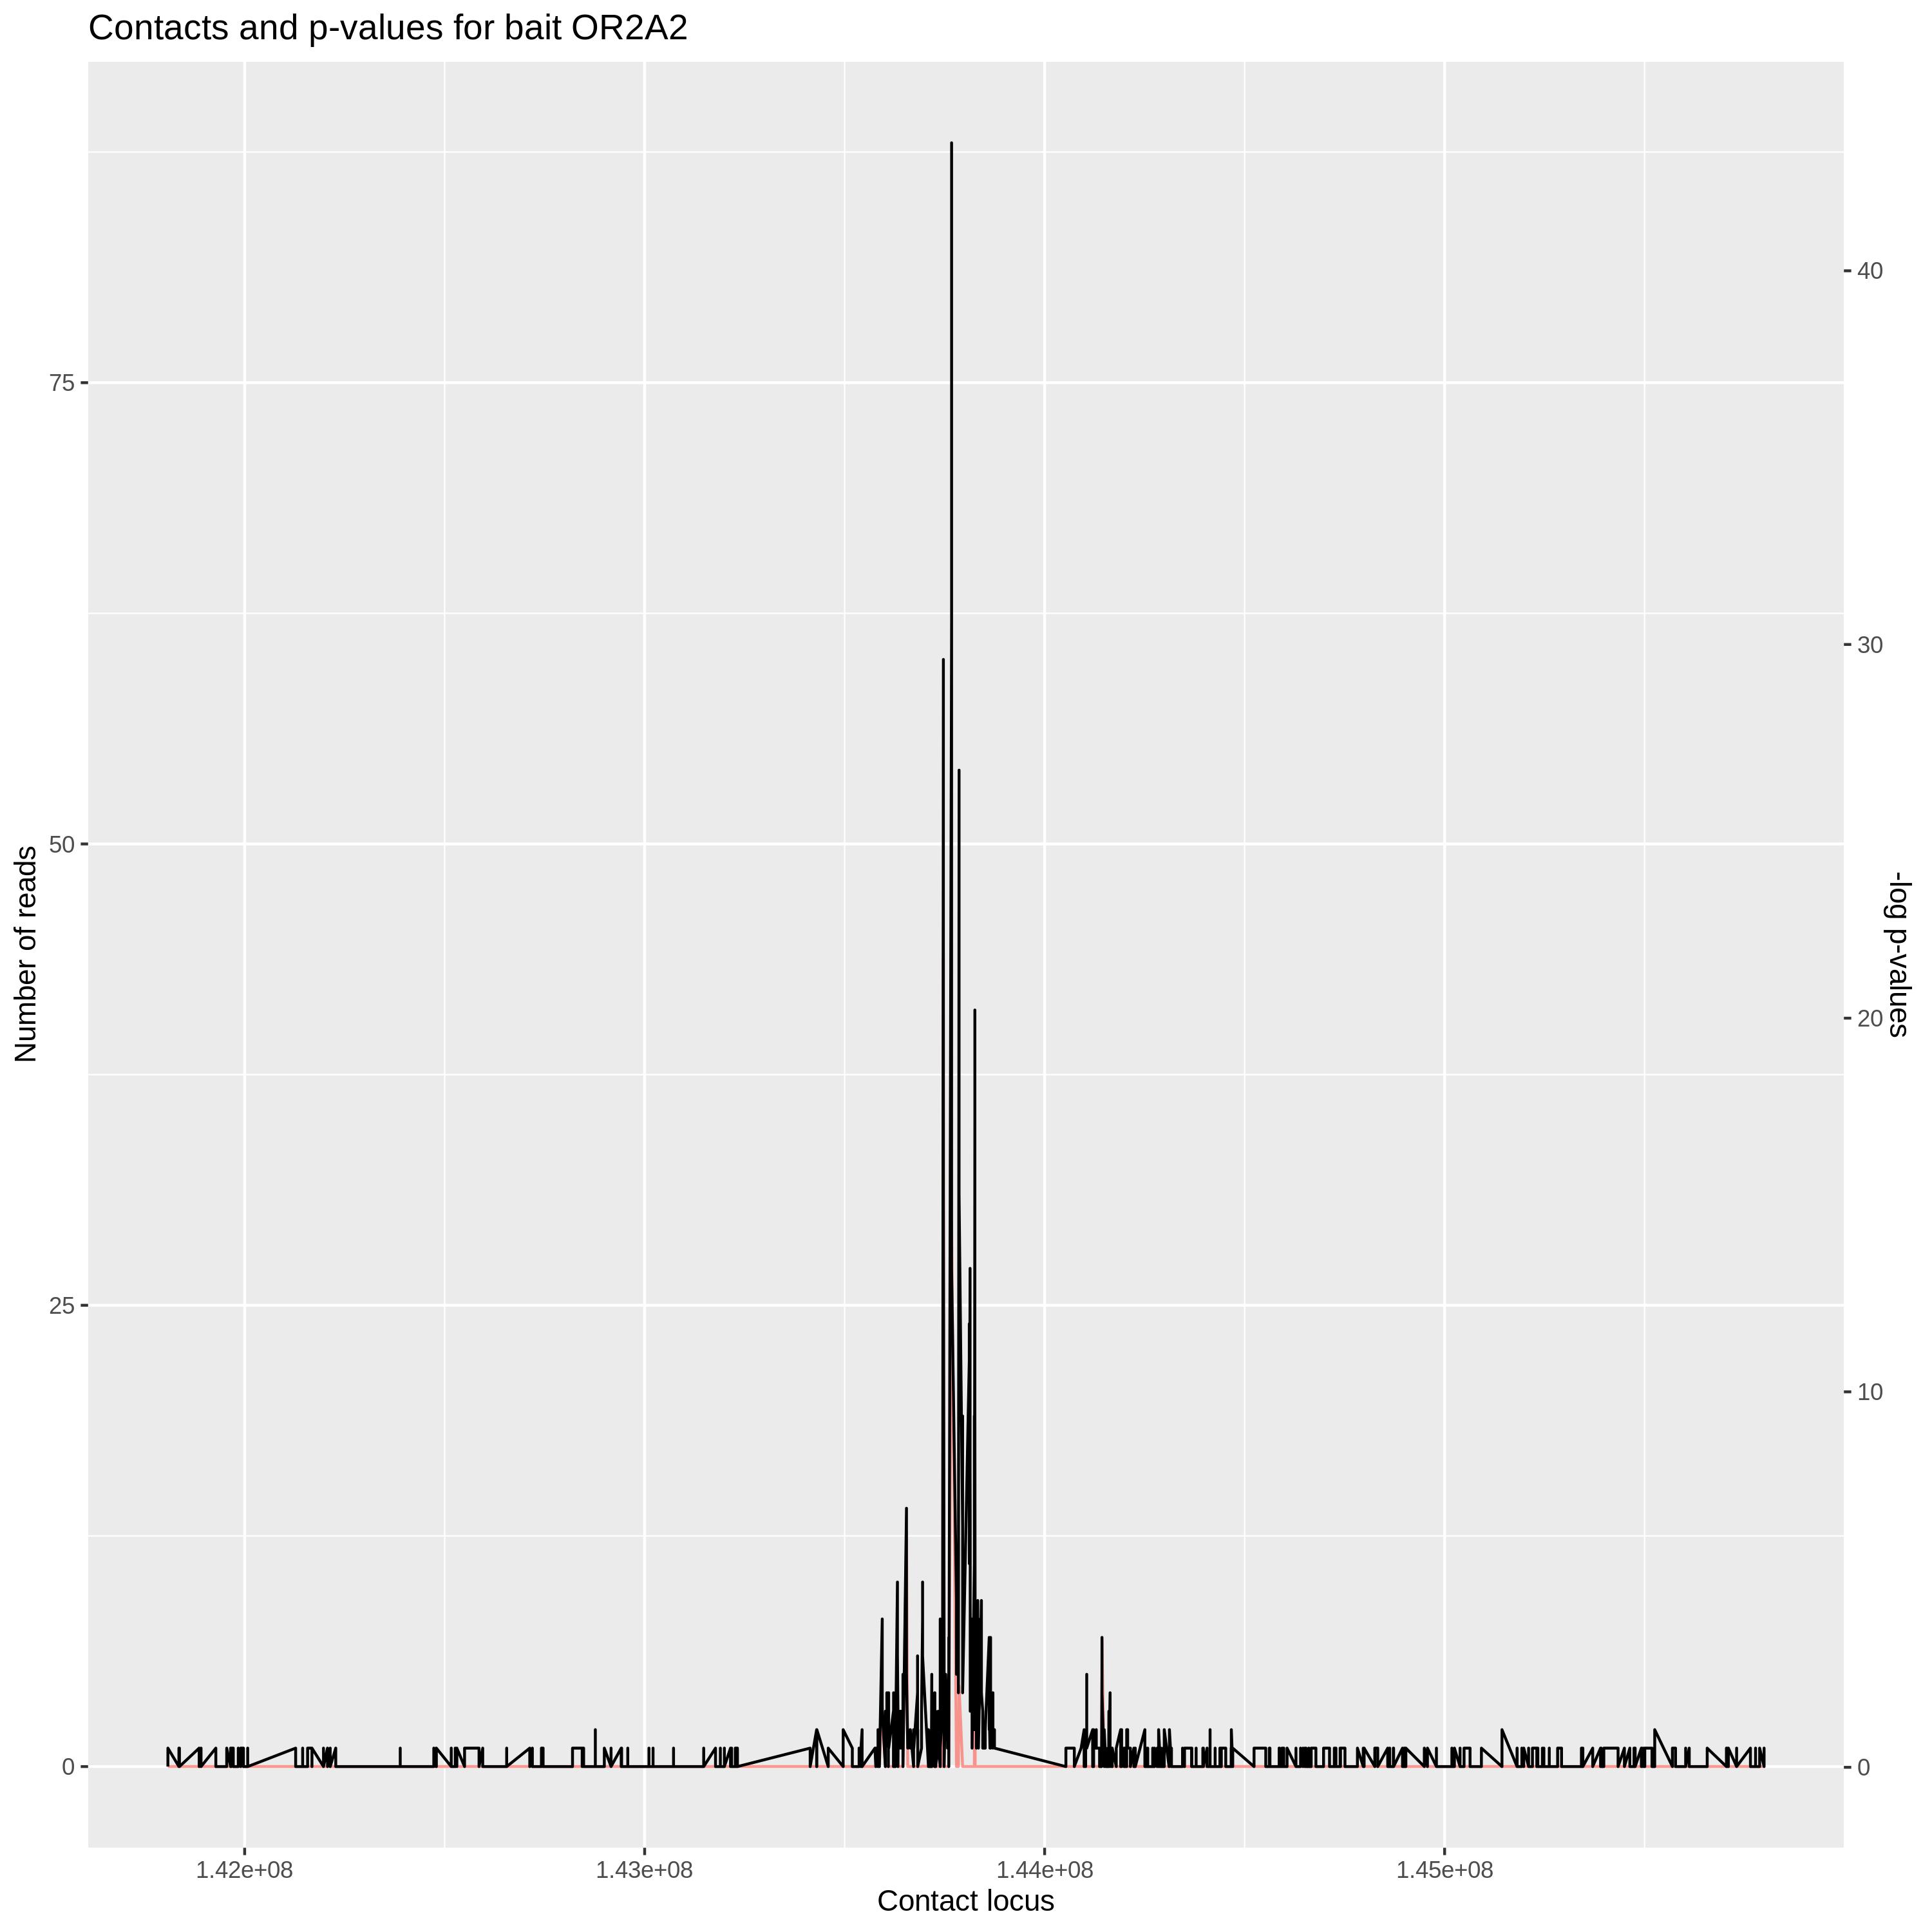 Contacts and p-values for bait OR2A2
Number of reads
75
50
25
0
40
30
20
10
0
-log p-values
1.42e+08
1.43e+08
1.44e+08
1.45e+08
Contact locus